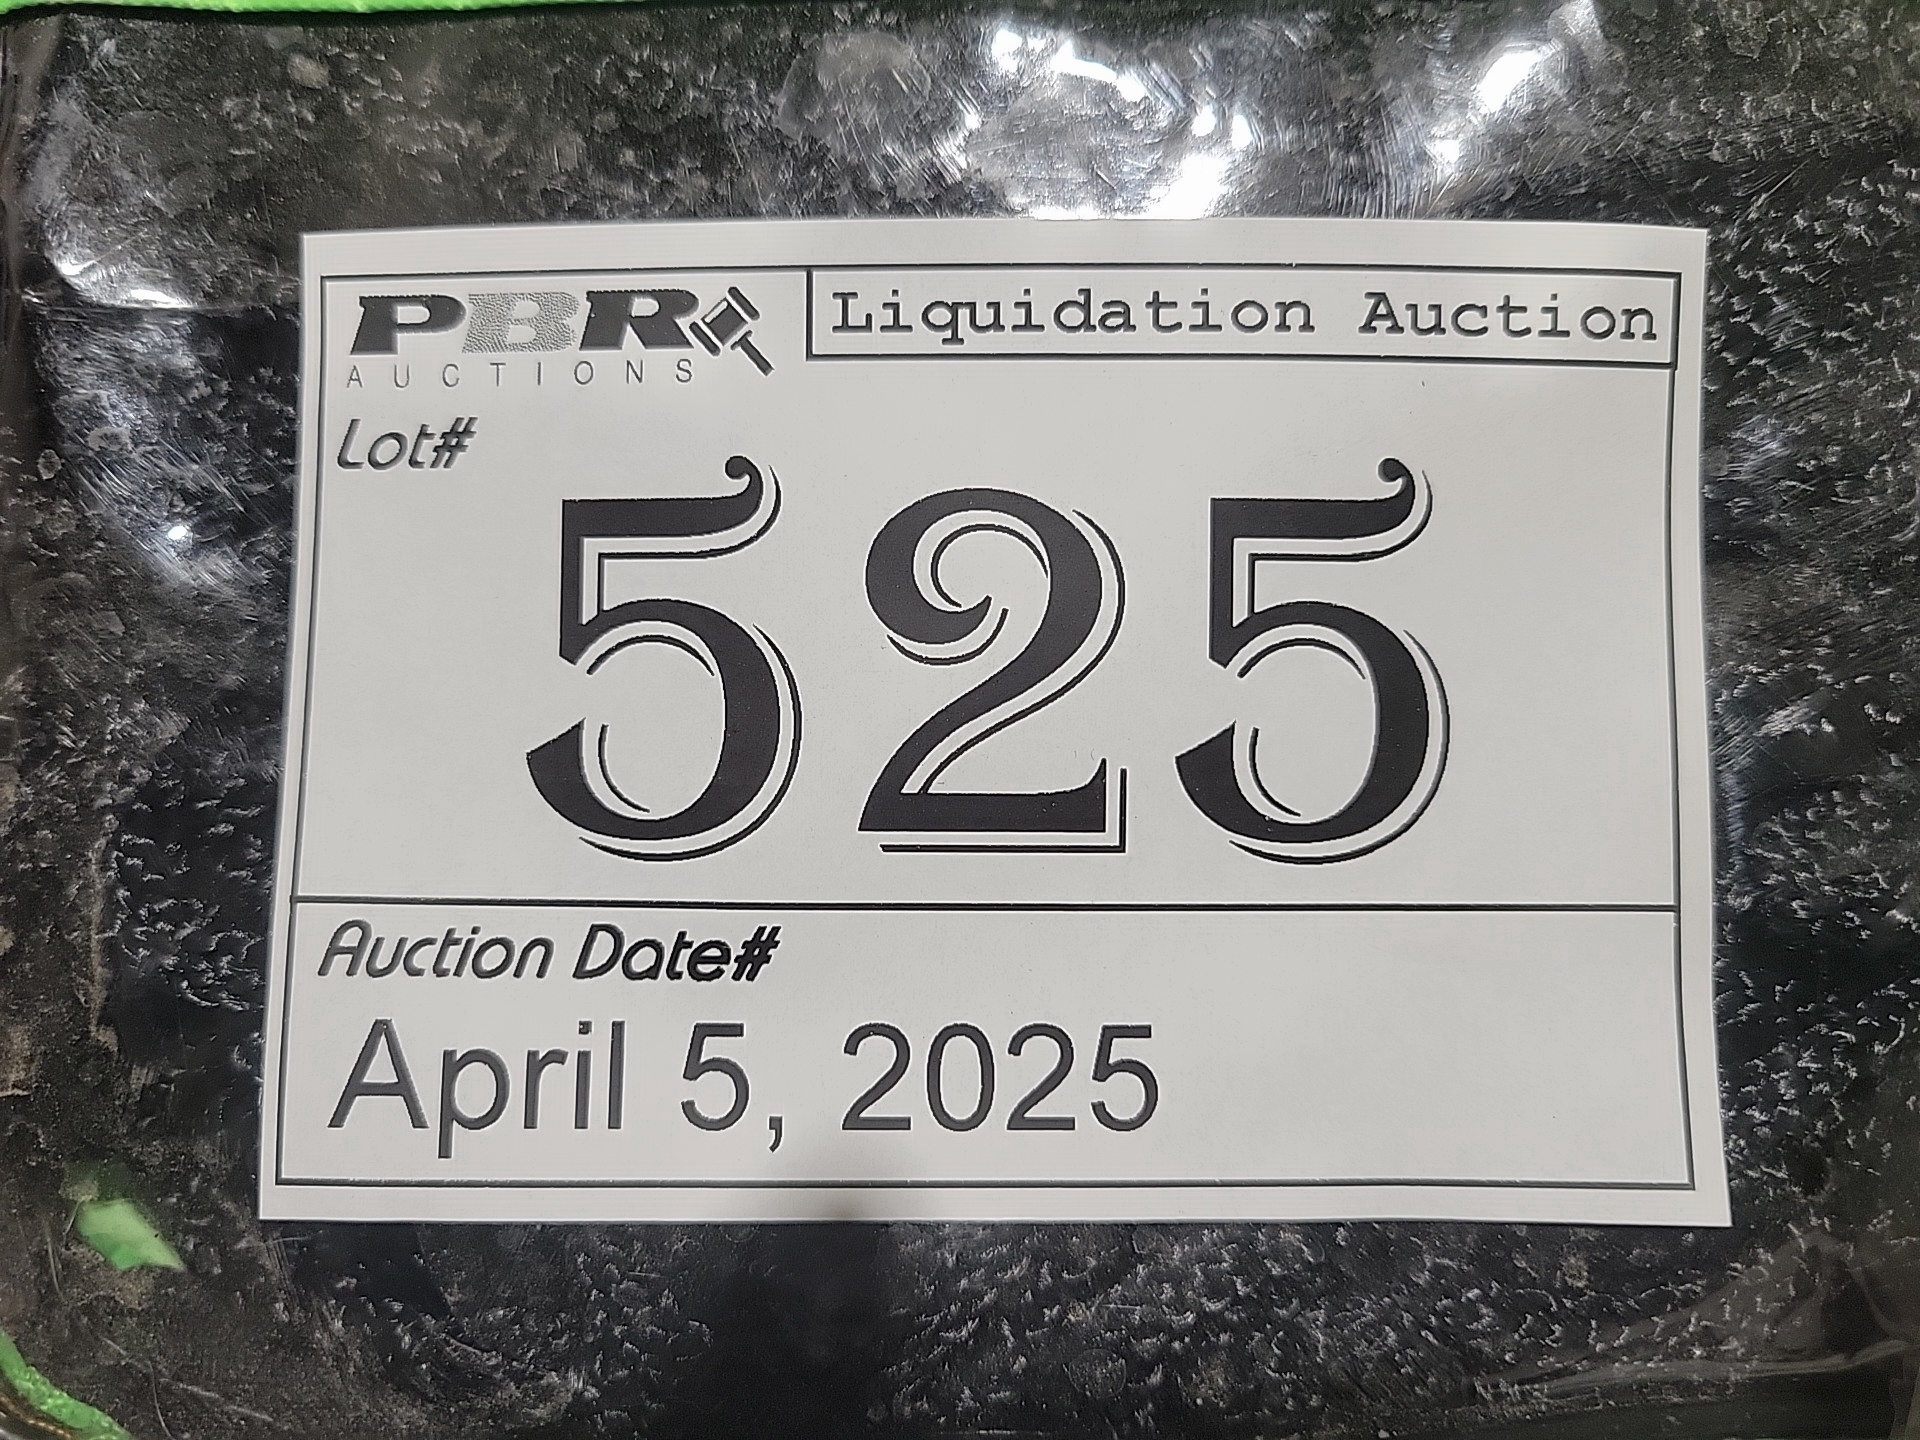 PBR
AUCTIONS
Liquidation Auction
Lot#
525
Auction Date#
April 5, 2025